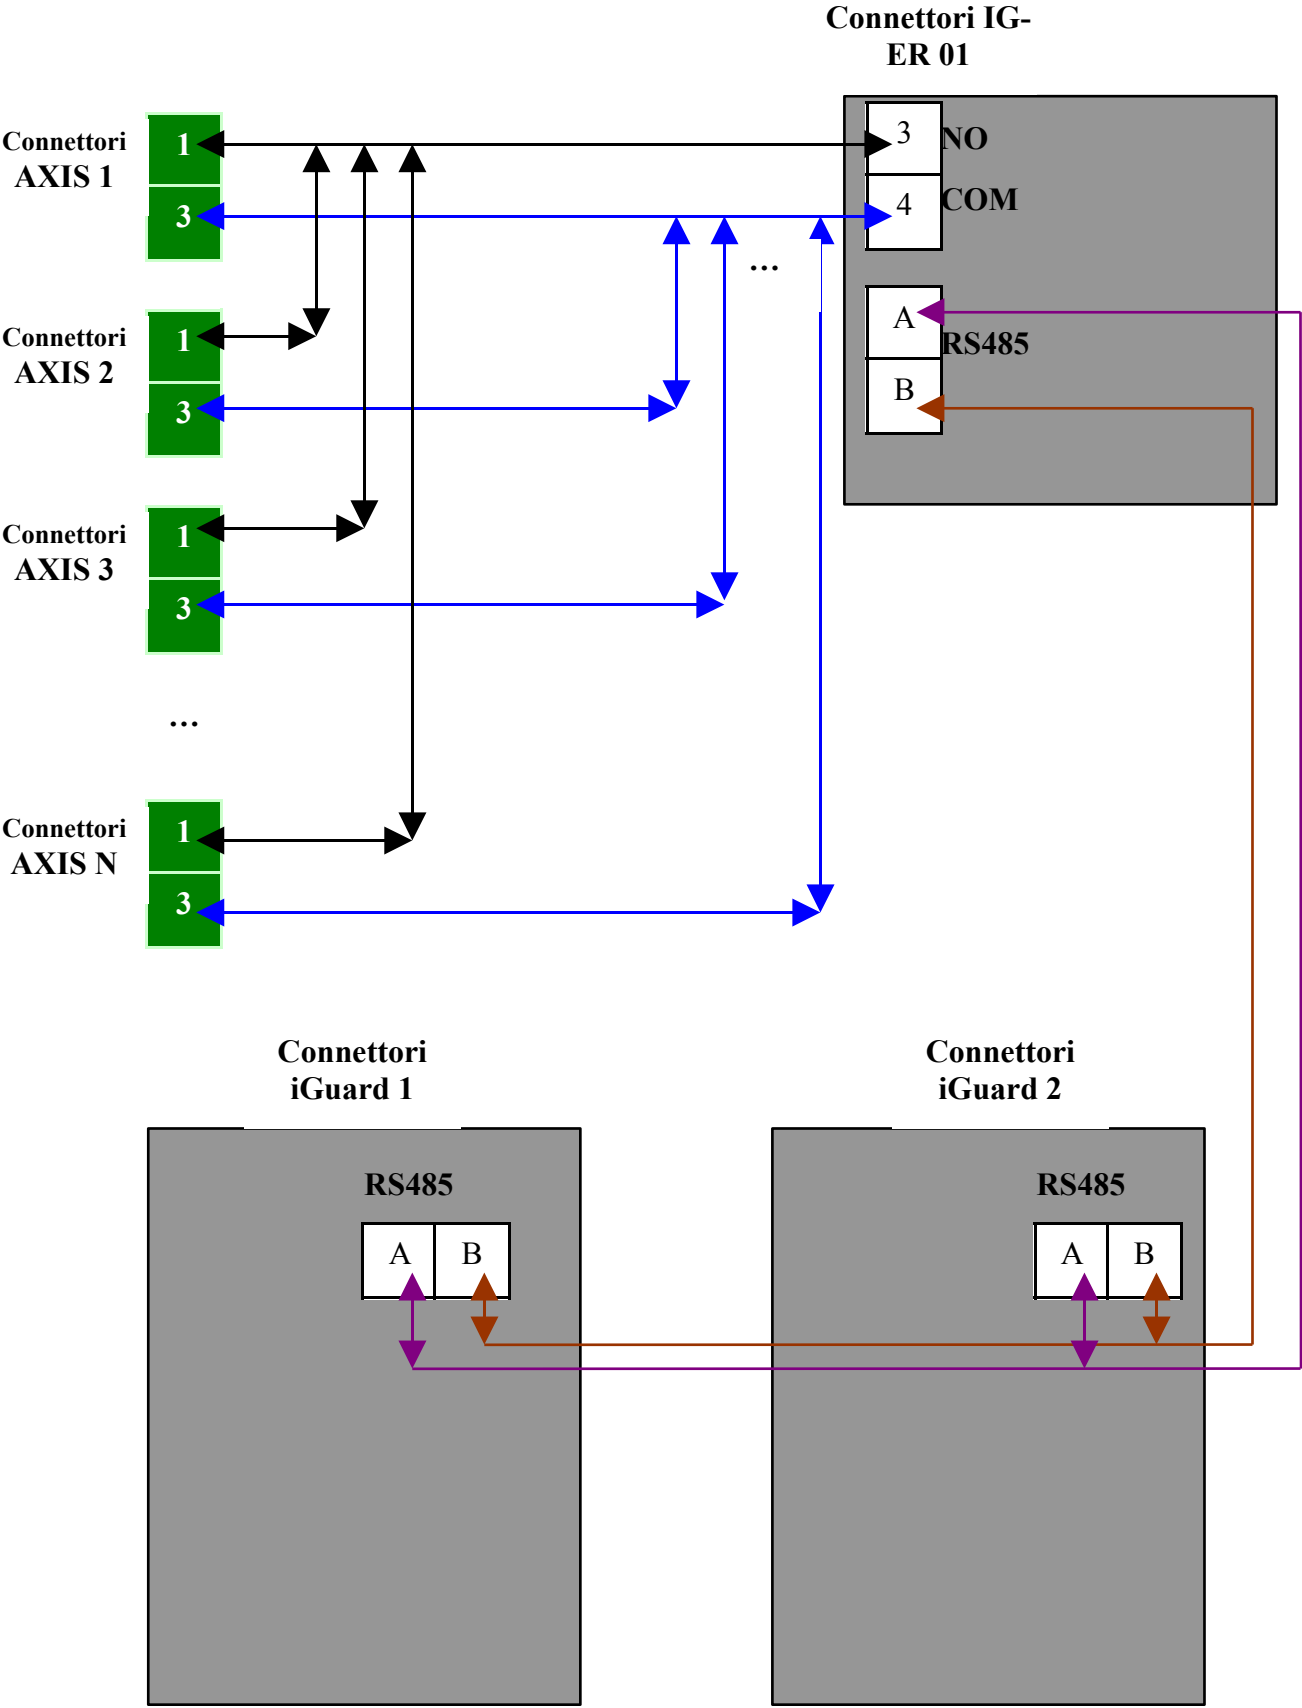 Connettori IG-
ER 01
Connettori
AXIS 1
1
3
3
NO
4
COM
...
A
RS485
B
Connettori
AXIS 2
1
3
Connettori
AXIS 3
1
3
...
Connettori
AXIS N
1
3
Connettori
iGuard 1
RS485
A B
Connettori
iGuard 2
RS485
A B